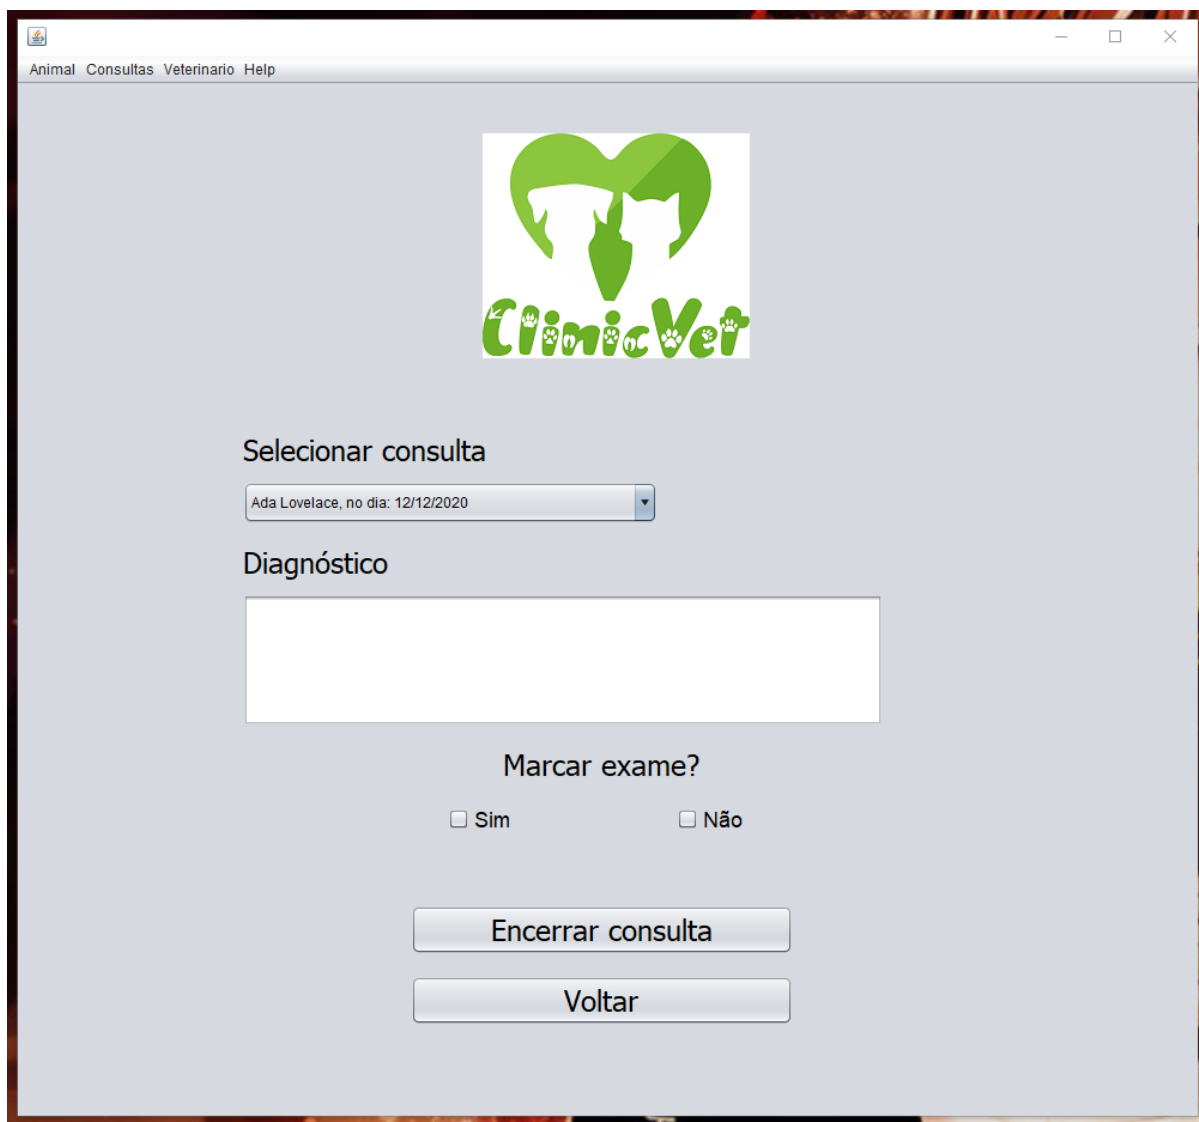 Animal Consultas Veterinario Help
ClinicVet
Selecionar consulta
Ada Lovelace, no dia: 12/12/2020
Diagnóstico
Marcar exame?
Sim Não
Encerrar consulta
Voltar